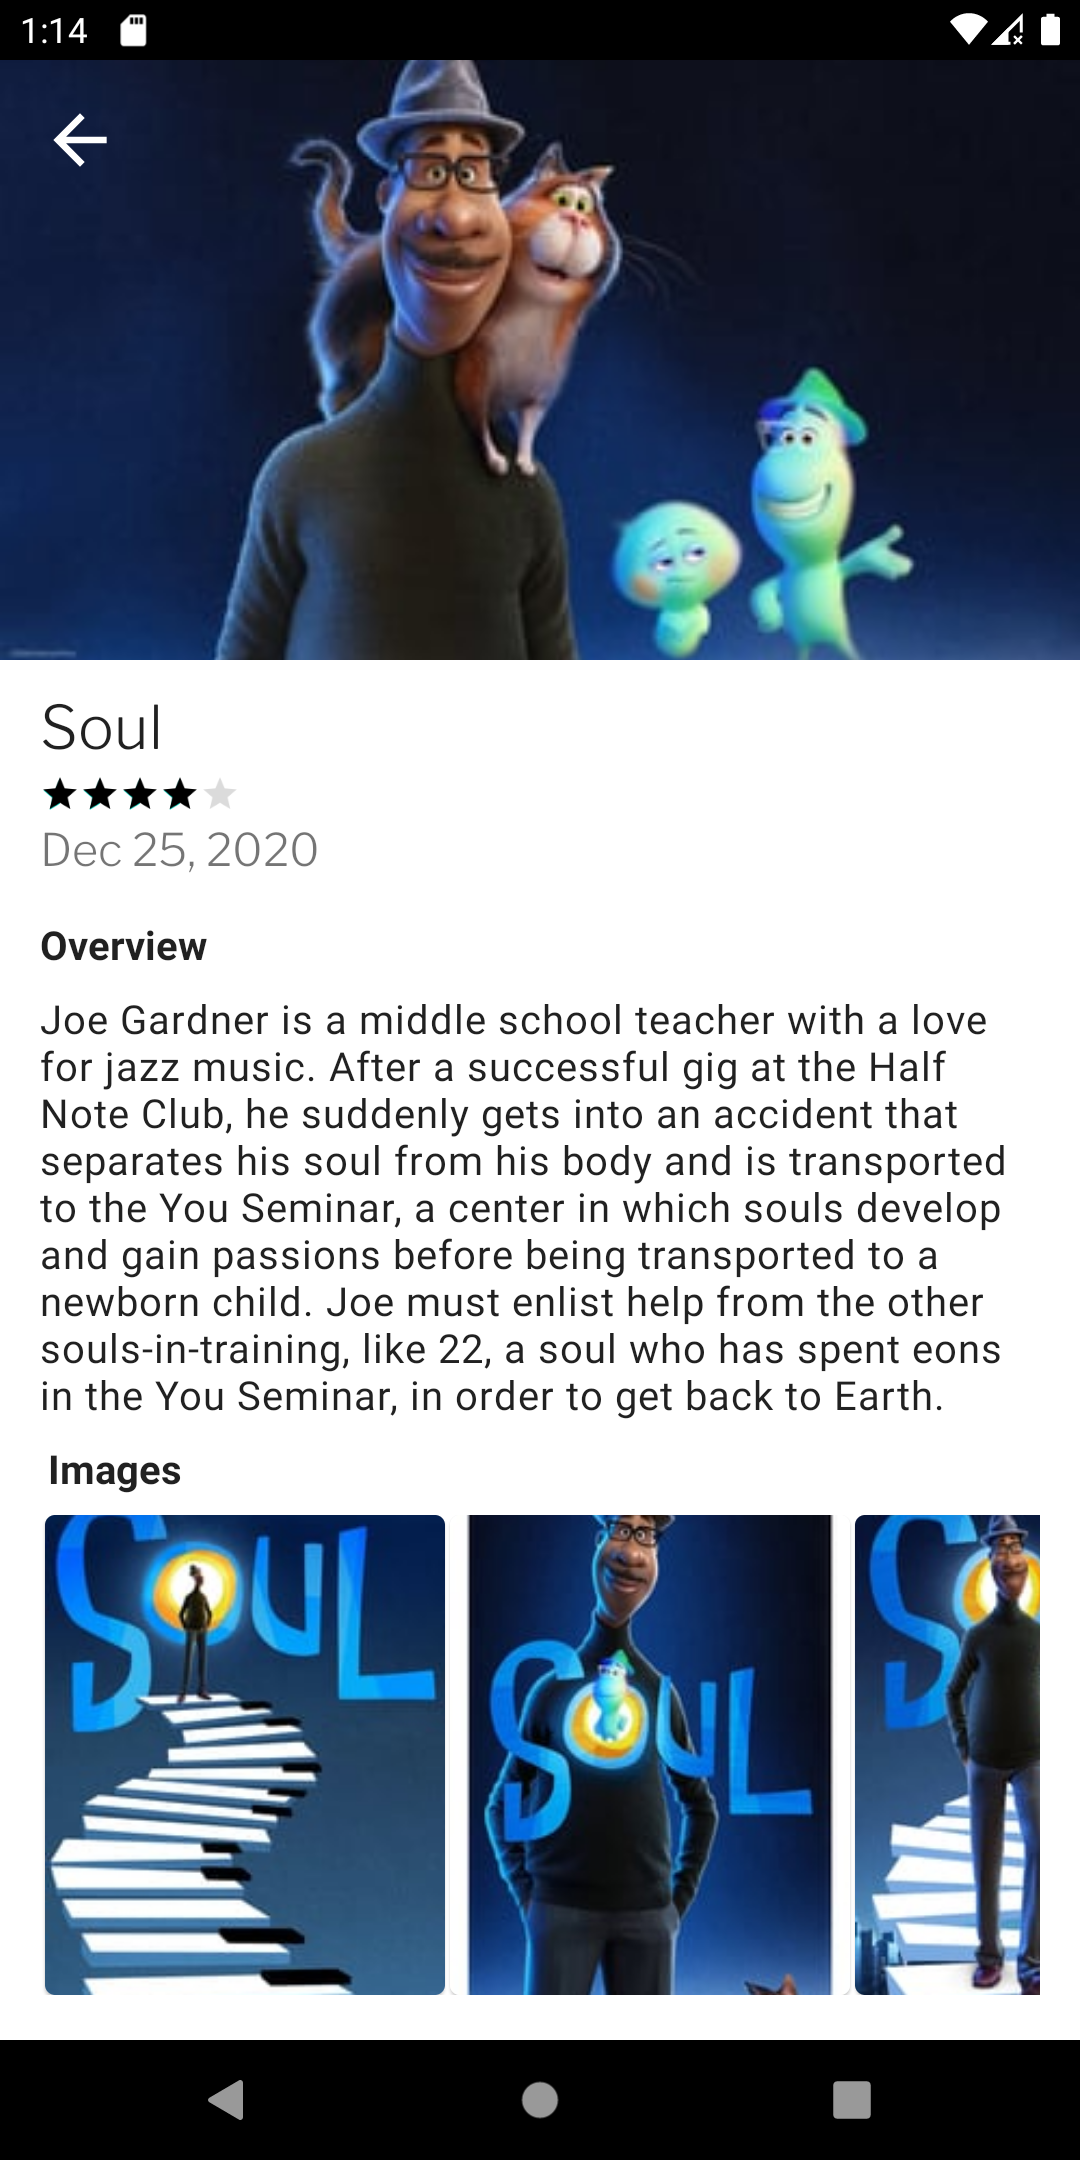 1:14
Soul
Dec 25, 2020
Overview
Joe Gardner is a middle school teacher with a love
for jazz music. After a successful gig at the Half
Note Club, he suddenly gets into an accident that
separates his soul from his body and is transported
to the You Seminar, a center in which souls develop
and gain passions before being transported to a
newborn child. Joe must enlist help from the other
souls-in-training, like 22, a soul who has spent eons
in the You Seminar, in order to get back to Earth.
Images
SOUL
SOUL
SO